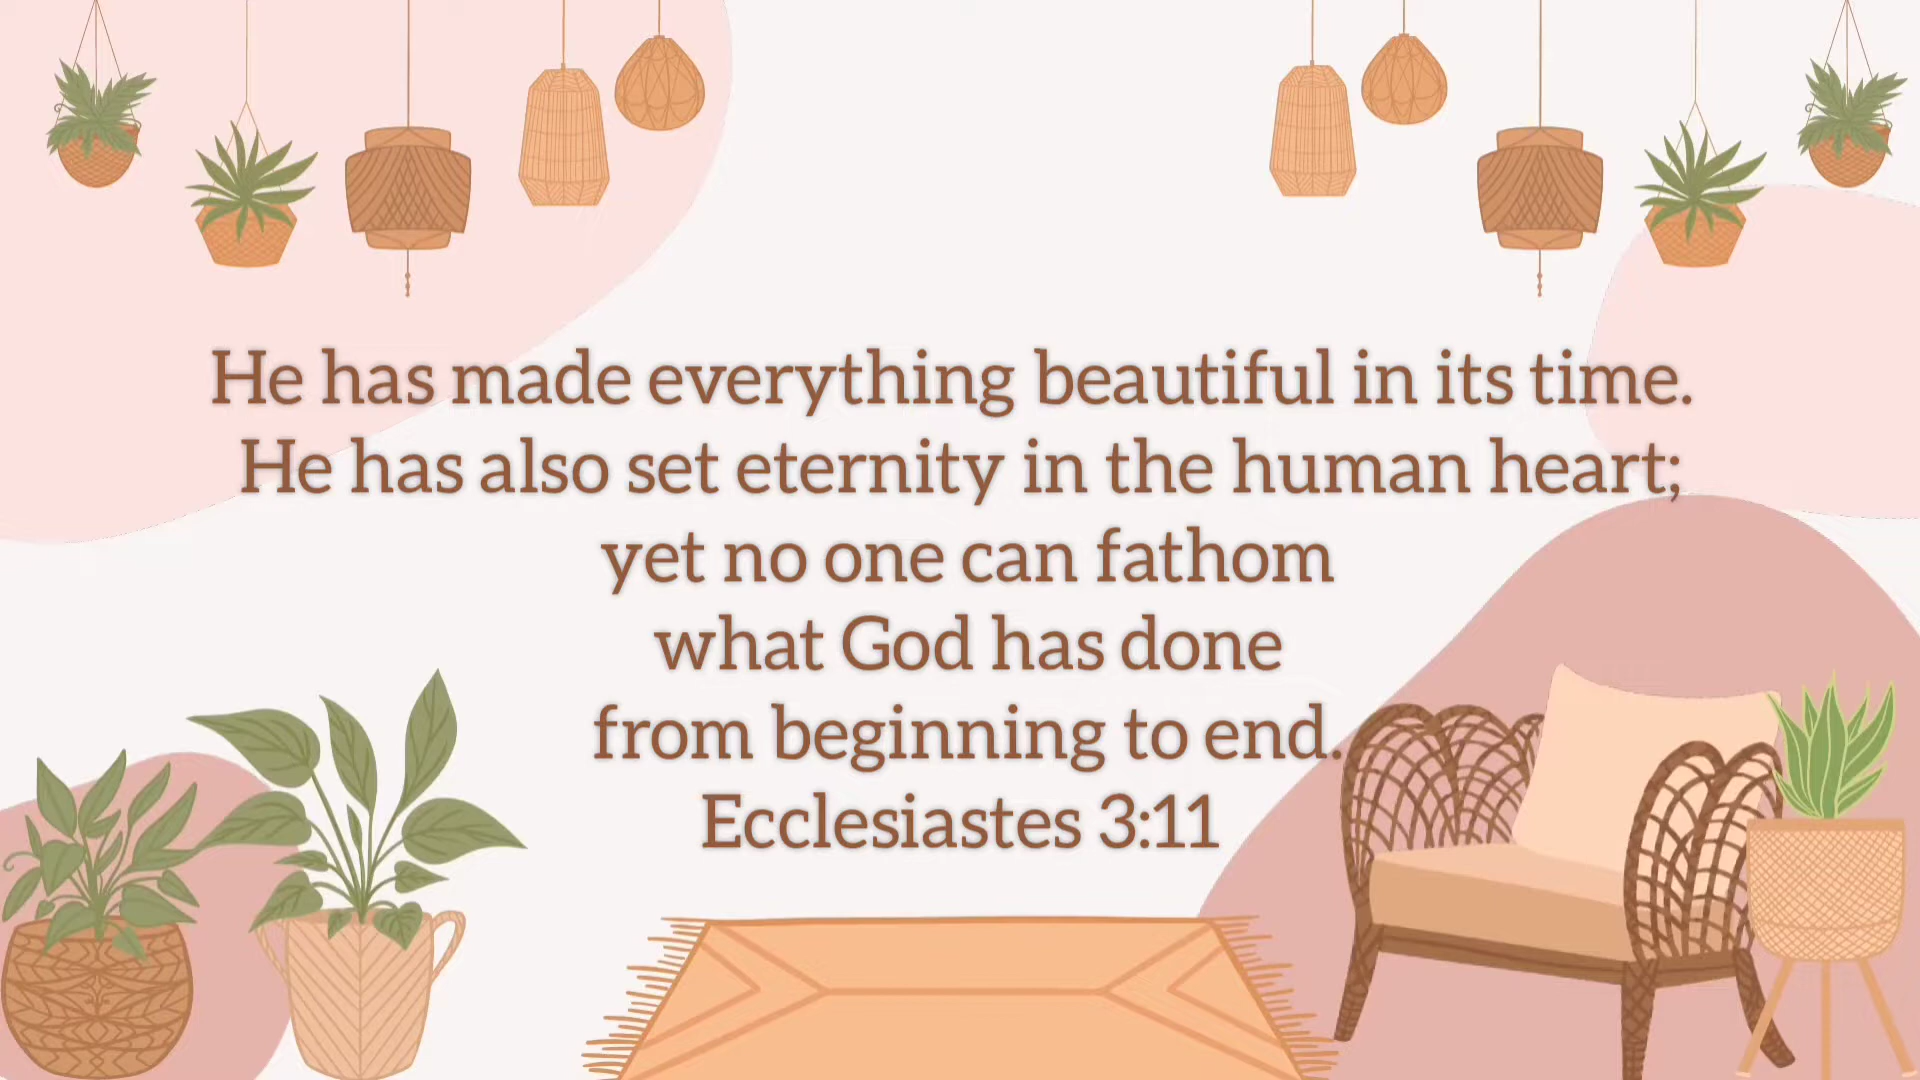 He has made everything beautiful in its time.
He has also set eternity in the human heart;
yet no one can fathom
what God has done
from beginning to end.
Ecclesiastes 3:11